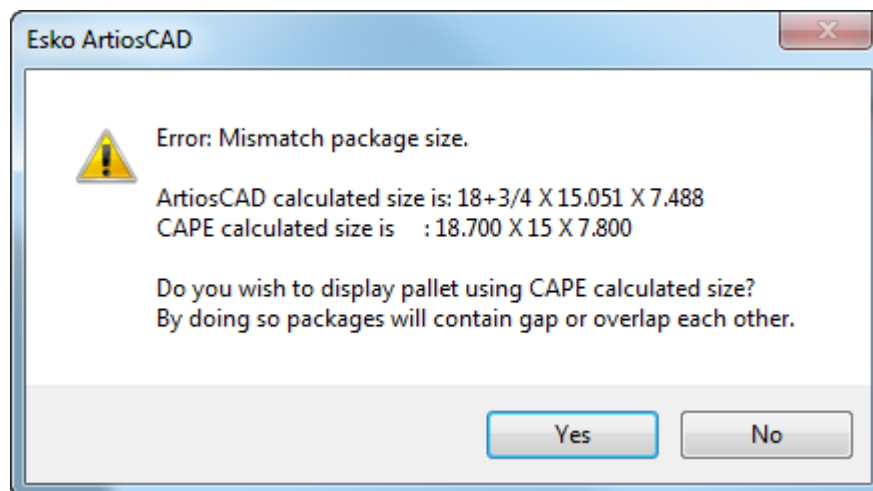 Esko ArtiosCAD
Error: Mismatch package size.
ArtiosCAD calculated size is: 18+3/4 X 15.051 X 7.488
CAPE calculated size is : 18.700 X 15 X 7.800
Do you wish to display pallet using CAPE calculated size?
By doing so packages will contain gap or overlap each other.
Yes No